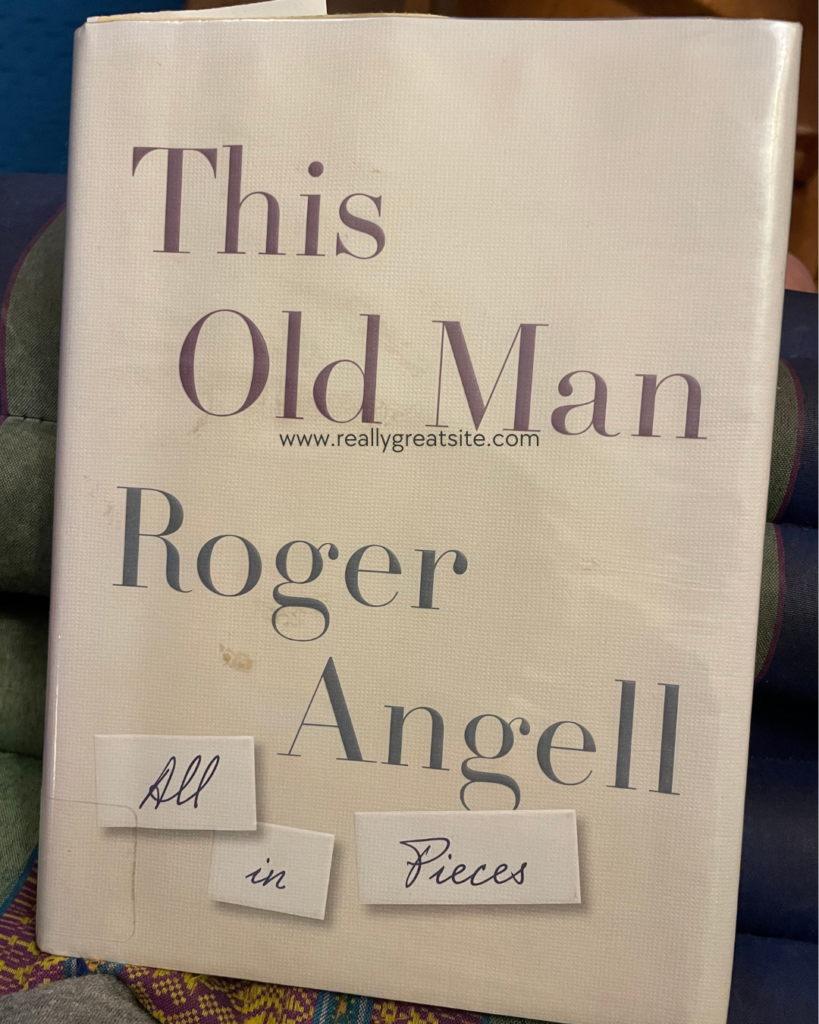 This
Old Man
www.reallygreatsite.com
Roger
Angell
All
in
Pieces